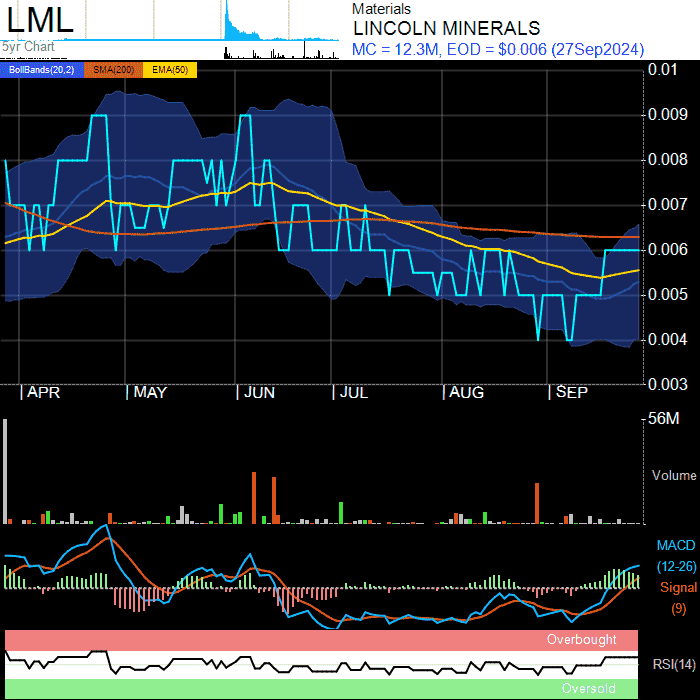 LML
5yr Chart
Materials
LINCOLN MINERALS
MC = 12.3M, EOD = $0.006 (27Sep2024)
BollBands(20,2) SMA(200) EMA(50)
0.01
0.009
0.008
0.007
0.006
0.005
0.004
0.003
APR MAY JUN JUL AUG SEP
56M
Volume
MACD
(12-26)
Signal
(9)
Overbought
RSI(14)
Oversold